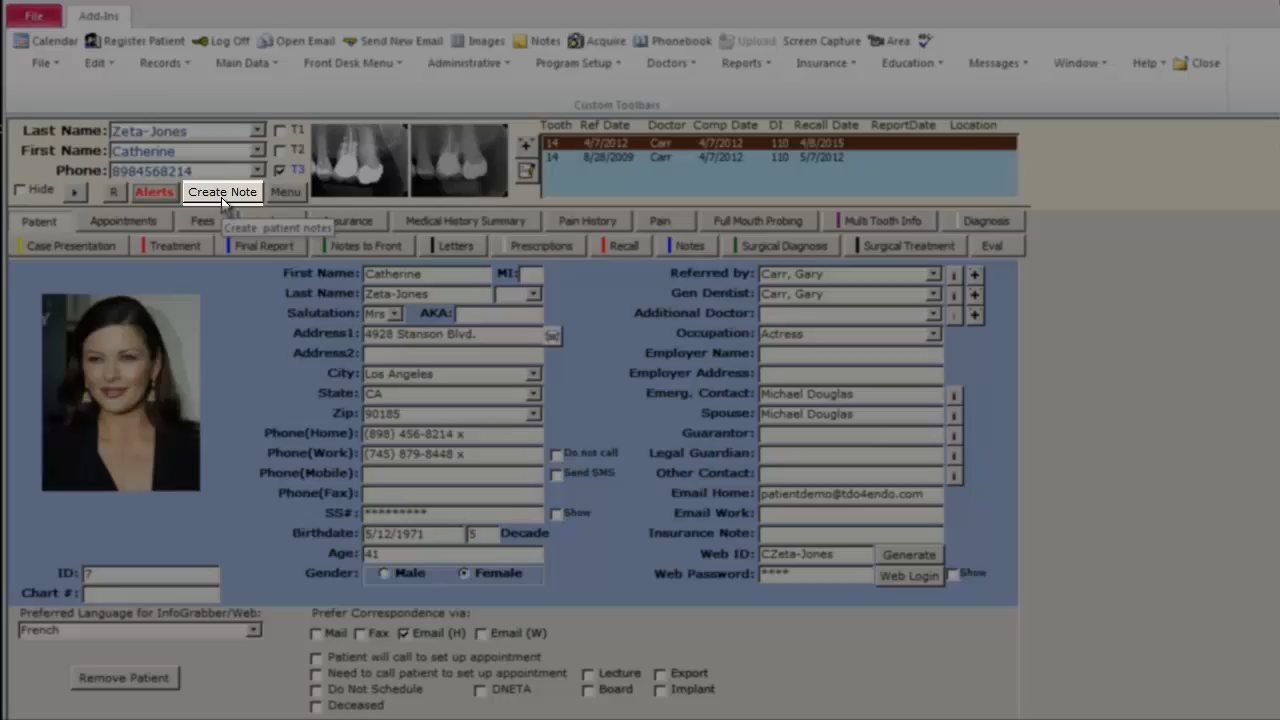 File Add-Ins
Calendar Register Patient Log Off Open Email Send New Email Images Notes Acquire Phonebook Upload Screen Capture Area
File Edit Records Main Data Front Desk Menu Administrative Program Setup Doctors Reports Insurance Education Messages Window Help Close
Custom Toolbars
Last Name: Zeta-Jones T1
First Name: Catherine T2
Phone: 8984568214 T3
Hide R Alerts Create Note Menu
Tooth Ref Date Doctor Comp Date DI Recall Date ReportDate Location
14 4/7/2012 Carr 4/7/2012 110 4/8/2015
14 8/28/2009 Carr 4/7/2012 110 5/7/2012
Patient Appointments Fees surance Medical History Summary Pain History Pain Full Mouth Probing Multi Tooth Info Diagnosis
Create patient notes
Case Presentation Treatment Final Report Notes to Front Letters Prescriptions Recall Notes Surgical Diagnosis Surgical Treatment Eval
First Name: Catherine MI: Referred by: Carr, Gary i +
Last Name: Zeta-Jones Gen Dentist: Carr, Gary i +
Salutation: Mrs AKA: Additional Doctor: i +
Address1: 4928 Stanson Blvd. Occupation: Actress
Address2: Employer Name:
City: Los Angeles Employer Address:
State: CA Emerg. Contact: Michael Douglas i
Zip: 90185 Spouse: Michael Douglas i
Phone(Home): (898) 456-8214 x Guarantor: i
Phone(Work): (745) 879-8448 x Do not call Legal Guardian: i
Phone(Mobile): Send SMS Other Contact: i
Phone(Fax): Email Home: patientdemo@tdo4endo.com
SS#: ********* Show Email Work:
Birthdate: 5/12/1971 5 Decade Insurance Note:
Age: 41 Web ID: CZeta-Jones Generate
Gender: Male Female Web Password: **** Web Login Show
ID: 7
Chart #:
Preferred Language for InfoGrabber/Web: Prefer Correspondence via:
French Mail Fax Email (H) Email (W)
Patient will call to set up appointment
Need to call patient to set up appointment Lecture Export
Remove Patient
Do Not Schedule DNETA Board Implant
Deceased